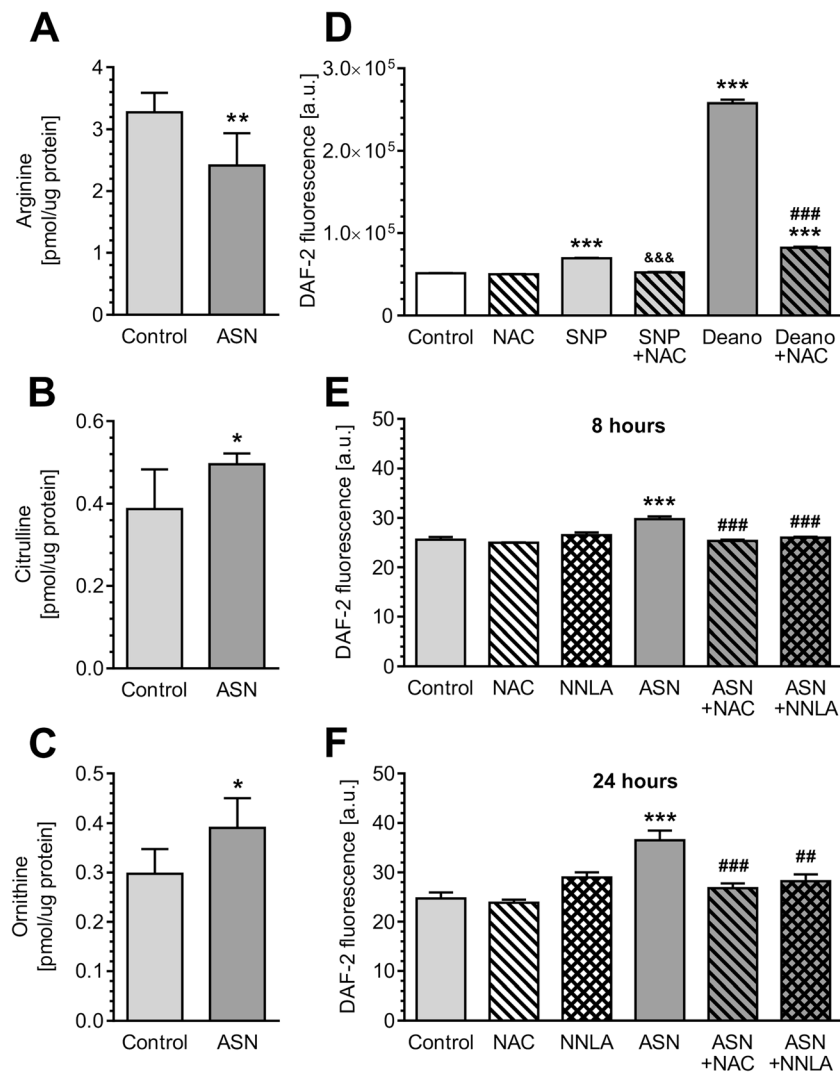 A
Arginine
[pmol/ug protein]
4
3
2
1
0
**
Control ASN
B
Citrulline
[pmol/ug protein]
0.6
0.4
0.2
0.0
*
Control ASN
C
Ornithine
[pmol/ug protein]
0.5
0.4
0.3
0.2
0.1
0.0
*
Control ASN
D
DAF-2 fluorescence [a.u.]
3.0×10⁵
2.0×10⁵
1.0×10⁵
0
***
&&&
***
###
***
Control NAC SNP SNP Deano Deano
+NAC +NAC
E
8 hours
DAF-2 fluorescence [a.u.]
50
40
30
20
10
0
***
###
###
Control NAC NNLA ASN ASN ASN
+NAC +NNLA
F
24 hours
DAF-2 fluorescence [a.u.]
50
40
30
20
10
0
***
###
##
Control NAC NNLA ASN ASN ASN
+NAC +NNLA